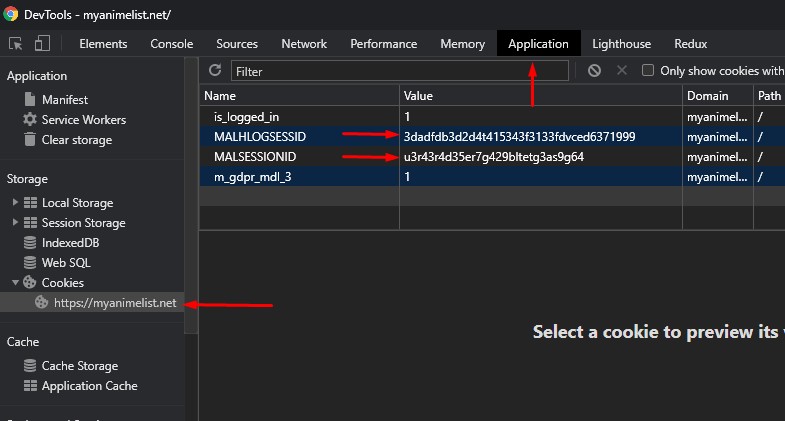 DevTools - myanimelist.net/
Elements Console Sources Network Performance Memory Application Lighthouse Redux
Application
Manifest
Service Workers
Clear storage
Storage
Local Storage
Session Storage
IndexedDB
Web SQL
Cookies
https://myanimelist.net
Cache
Cache Storage
Application Cache
Filter
Only show cookies with
Name Value Domain Path
is_logged_in 1 myanimel... /
MALHLOGSESSID 3dadfdb3d2d4t415343f3133fdvced6371999 myanimel... /
MALSESSIONID u3r43r4d35er7g429bltetg3as9g64 myanimel... /
m_gdpr_mdl_3 1 myanimel... /
Select a cookie to preview its